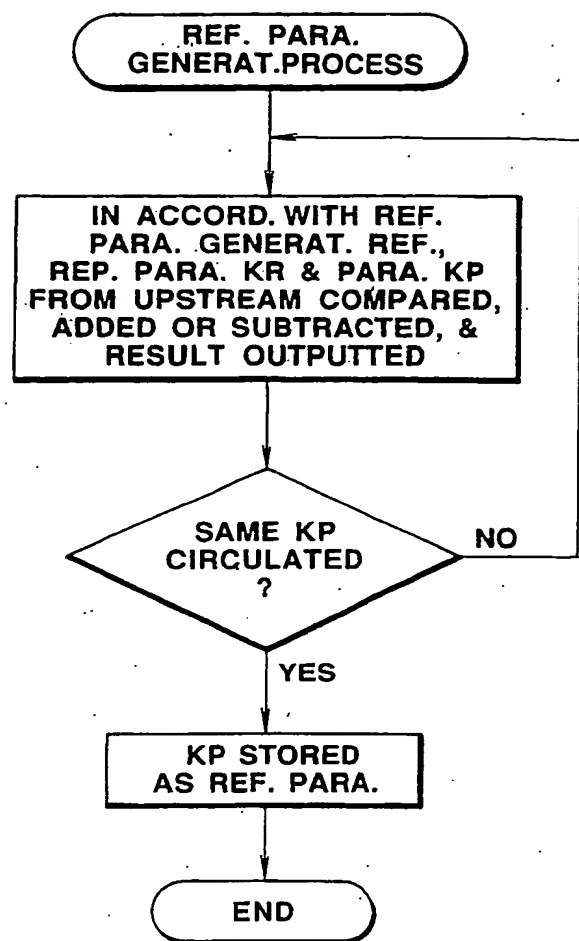 REF. PARA.
GENERAT.PROCESS
IN ACCORD. WITH REF.
PARA. GENERAT. REF.,
REP. PARA. KR & PARA. KP
FROM UPSTREAM COMPARED,
ADDED OR SUBTRACTED, &
RESULT OUTPUTTED
SAME KP
CIRCULATED
?
NO
YES
KP STORED
AS REF. PARA.
END